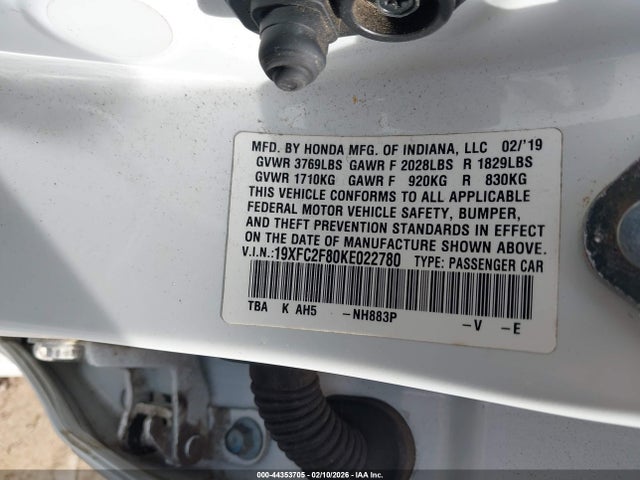 MFD. BY HONDA MFG. OF INDIANA, LLC 02/'19
GVWR 3769LBS GAWR F 2028LBS R 1829LBS
GVWR 1710KG GAWR F 920KG R 830KG
THIS VEHICLE CONFORMS TO ALL APPLICABLE
FEDERAL MOTOR VEHICLE SAFETY, BUMPER,
AND THEFT PREVENTION STANDARDS IN EFFECT
ON THE DATE OF MANUFACTURE SHOWN ABOVE.
V.I.N.:19XFC2F80KE022780 TYPE: PASSENGER CAR
TBA K AH5 -NH883P -V -E
000-44353705 - 02/10/2026 - IAA.com